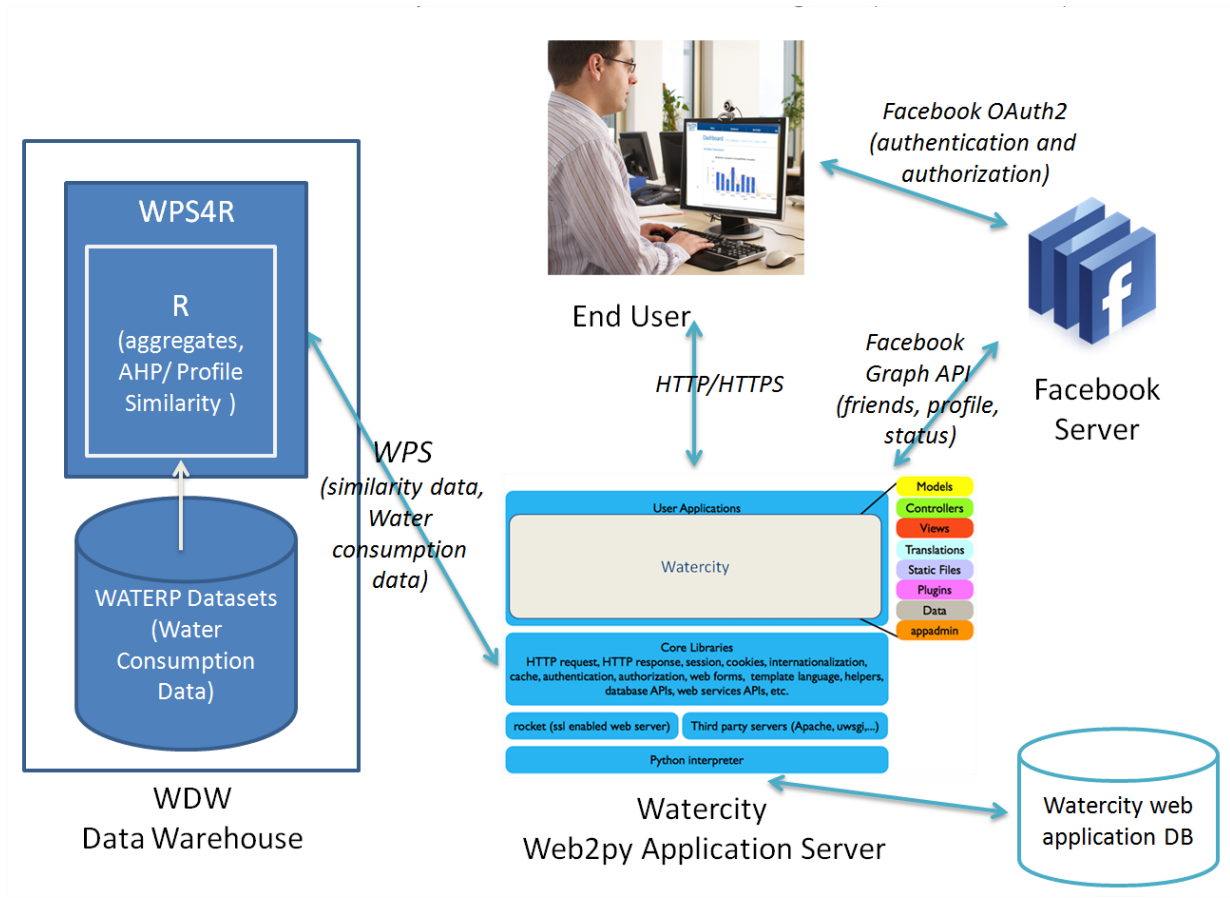 Facebook OAuth2
(authentication and
authorization)
Dashboard
WPS4R
R
(aggregates,
AHP/ Profile
Similarity )
End User
HTTP/HTTPS
Facebook
Graph API
(friends, profile,
status)
f
Facebook
Server
WPS
(similarity data,
Water
consumption
data)
WATERP Datasets
(Water
Consumption
Data)
WDW
Data Warehouse
User Applications
Watercity
Models
Controllers
Views
Translations
Static Files
Plugins
Data
appadmin
Core Libraries
HTTP request, HTTP response, session, cookies, internationalization,
cache, authentication, authorization, web forms, template language, helpers,
database APIs, web services APIs, etc.
rocket (ssl enabled web server)
Third party servers (Apache, uwsgi,...)
Python interpreter
Watercity
Web2py Application Server
Watercity web
application DB